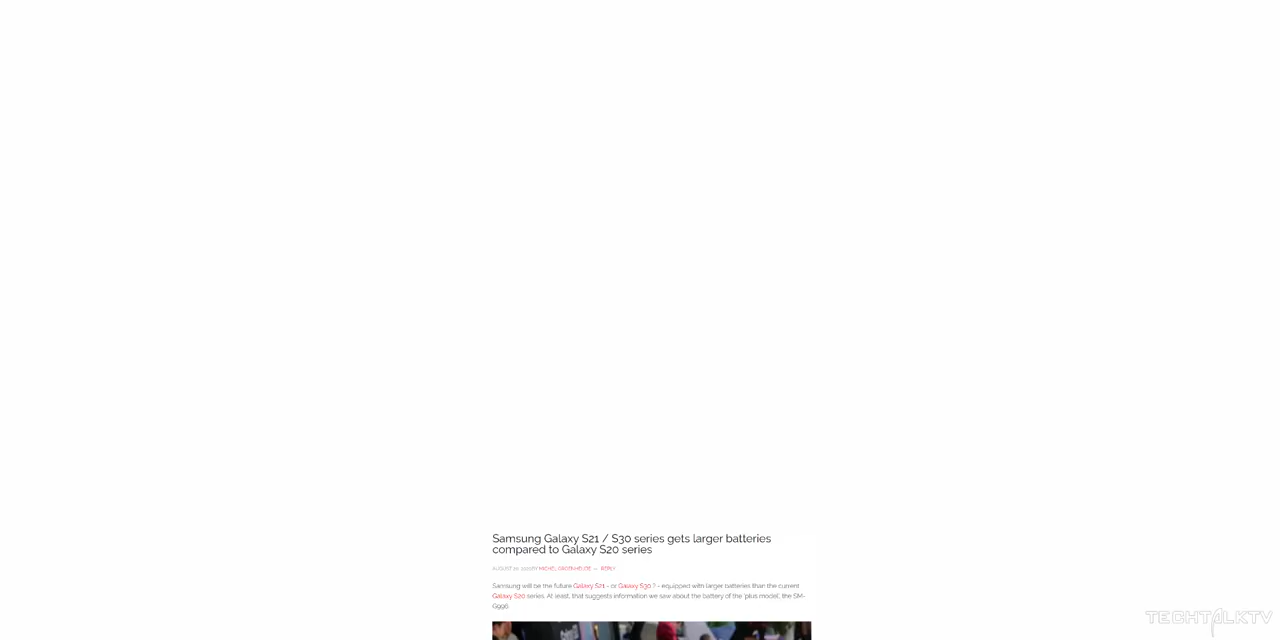 Samsung Galaxy S21 / S30 series gets larger batteries
compared to Galaxy S20 series
REPLY
Samsung will be the future Galaxy S21 - or Galaxy S30 ? - equipped with larger batteries than the current
Galaxy S20 series. At least, that suggests information we saw about the battery of the 'plus model', the SM-
G996.
TECHTALKTV